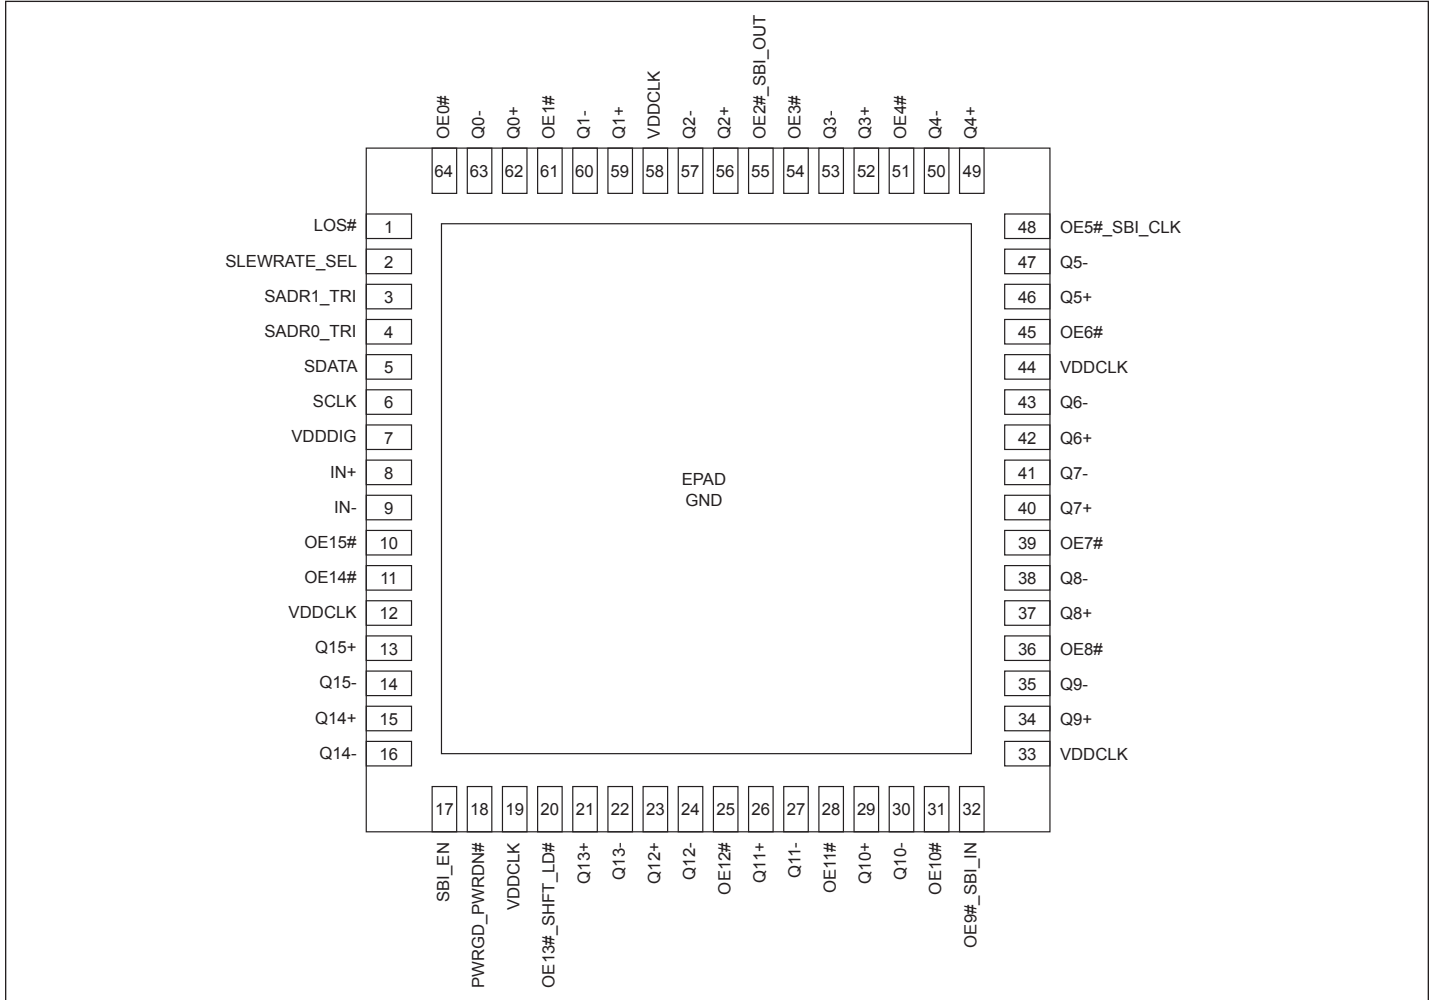 OE0#
Q0-
Q0+
OE1#
Q1-
Q1+
VDDCLK
Q2-
Q2+
OE2#_SBI_OUT
OE3#
Q3-
Q3+
OE4#
Q4-
Q4+
64 63 62 61 60 59 58 57 56 55 54 53 52 51 50 49
LOS# 1
SLEWRATE_SEL 2
SADR1_TRI 3
SADR0_TRI 4
SDATA 5
SCLK 6
VDDDIG 7
IN+ 8
IN- 9
OE15# 10
OE14# 11
VDDCLK 12
Q15+ 13
Q15- 14
Q14+ 15
Q14- 16
EPAD
GND
48 OE5#_SBI_CLK
47 Q5-
46 Q5+
45 OE6#
44 VDDCLK
43 Q6-
42 Q6+
41 Q7-
40 Q7+
39 OE7#
38 Q8-
37 Q8+
36 OE8#
35 Q9-
34 Q9+
33 VDDCLK
17 18 19 20 21 22 23 24 25 26 27 28 29 30 31 32
SBI_EN
PWRGD_PWRDN#
VDDCLK
OE13#_SHFT_LD#
Q13+
Q13-
Q12+
Q12-
OE12#
Q11+
Q11-
OE11#
Q10+
Q10-
OE10#
OE9#_SBI_IN